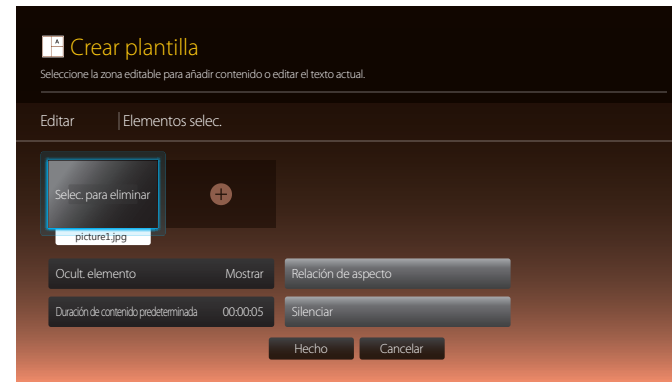 A
Crear plantilla
Seleccione la zona editable para añadir contenido o editar el texto actual.
Editar Elementos selec.
Selec. para eliminar
picture1.jpg
Ocult. elemento Mostrar Relación de aspecto
Duración de contenido predeterminada 00:00:05 Silenciar
Hecho Cancelar